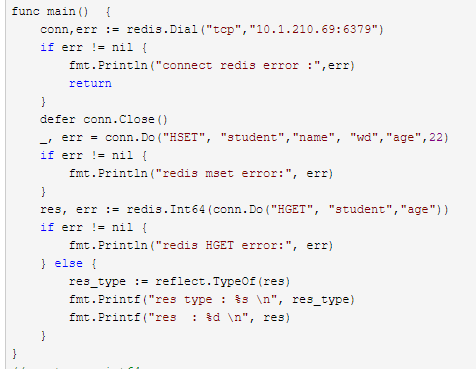 func main()  {
    conn,err := redis.Dial("tcp","10.1.210.69:6379")
    if err != nil {
        fmt.Println("connect redis error :",err)
        return
    }
    defer conn.Close()
    _, err = conn.Do("HSET", "student","name", "wd","age",22)
    if err != nil {
        fmt.Println("redis mset error:", err)
    }
    res, err := redis.Int64(conn.Do("HGET", "student","age"))
    if err != nil {
        fmt.Println("redis HGET error:", err)
    } else {
        res_type := reflect.TypeOf(res)
        fmt.Printf("res type : %s \n", res_type)
        fmt.Printf("res  : %d \n", res)
    }
}